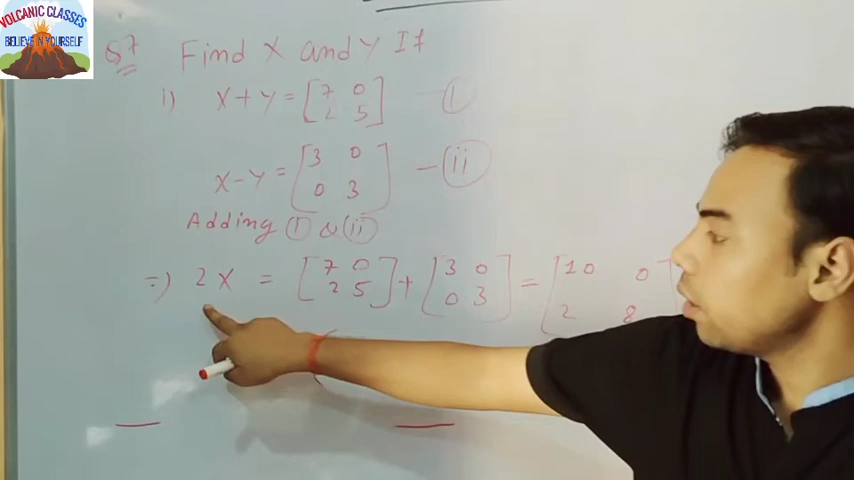 VOLCANIC CLASSES
BELIEVE IN YOURSELF
Q7 Find X and Y If
i) X+Y = [7 0 2 5] — (i)
X-Y = [3 0 0 3] — (ii)
Adding (i) & (ii)
=) 2X = [7 0 2 5] + [3 0 0 3] = [10 0 2 8]